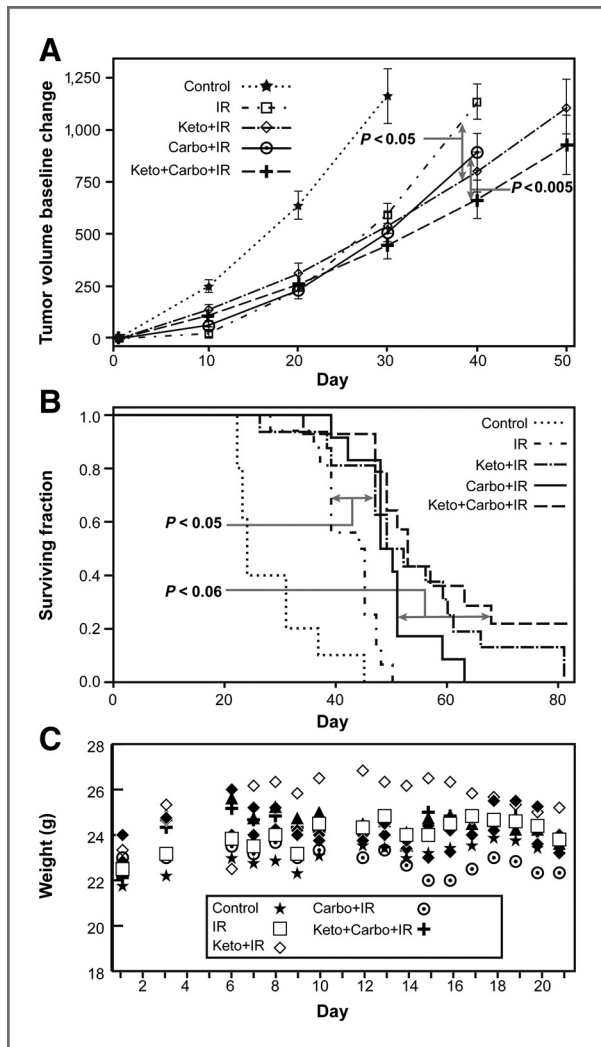 A
Tumor volume baseline change
1,250
1,000
750
500
250
0
Control
IR
Keto+IR
Carbo+IR
Keto+Carbo+IR
P < 0.05
P < 0.005
0 10 20 30 40 50
Day
B
Surviving fraction
1.0
0.8
0.6
0.4
0.2
0.0
Control
IR
Keto+IR
Carbo+IR
Keto+Carbo+IR
P < 0.05
P < 0.06
0 20 40 60 80
Day
C
Weight (g)
28
26
24
22
20
18
Control Carbo+IR
IR Keto+Carbo+IR
Keto+IR
2 4 6 8 10 12 14 16 18 20
Day